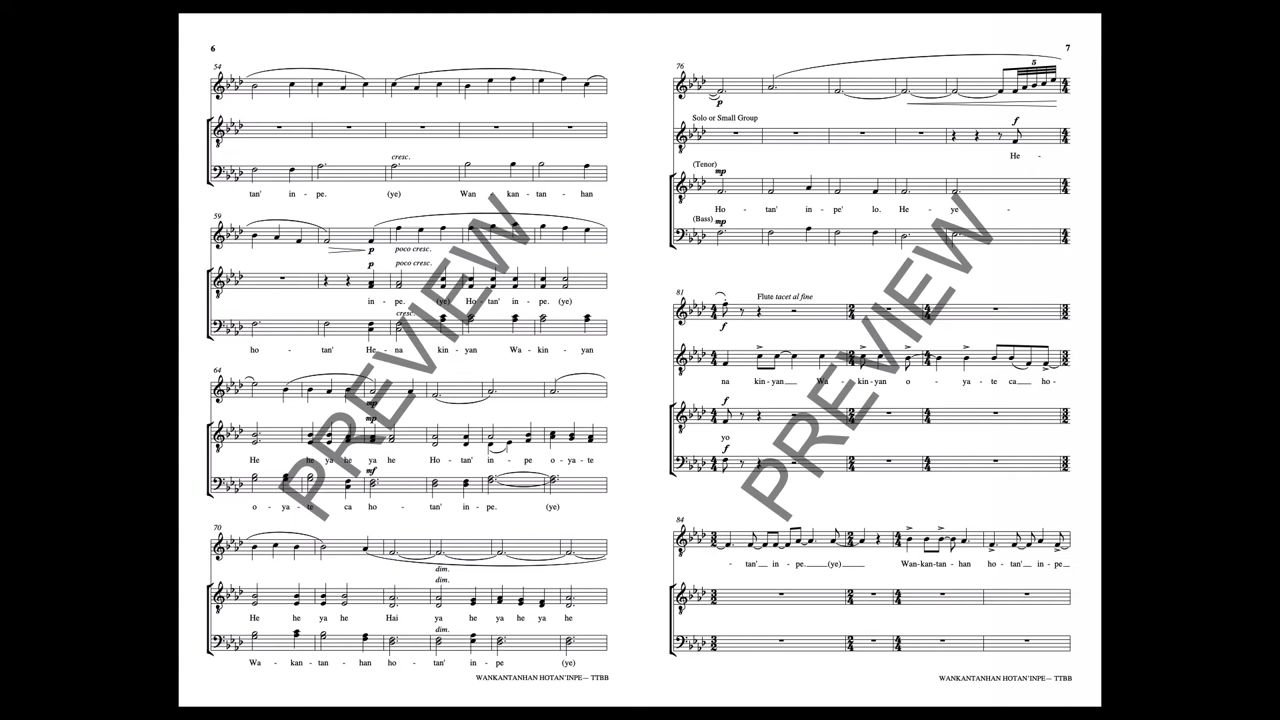 6
54
cresc.
tan' in - pe. (ye) Wan kan - tan - han
59
p poco cresc.
p poco cresc.
in - pe. (ye) Ho - tan' in - pe. (ye)
cresc.
ho - tan' He - na kin - yan Wa - kin - yan
64
mp
mp
He he ya he ya he Ho - tan' in - pe o - ya - te
mf
o - ya - te ca ho - tan' in - pe. (ye)
70
dim.
dim.
He he ya he Hai ya he ya he ya he
dim.
Wa - kan - tan - han ho - tan' in - pe (ye)
WANKANTANHAN HOTAN'INPE— TTBB
7
76
5
p
Solo or Small Group
f
He -
(Tenor)
mp
Ho - tan' in - pe' lo. He - ye -
(Bass)
mp
81
Flute tacet al fine
f
na kin - yan Wa - kin - yan o - ya - te ca ho -
f
yo
f
84
- tan' in - pe. (ye) Wan - kan - tan - han ho - tan' in - pe
WANKANTANHAN HOTAN'INPE— TTBB
PREVIEW
PREVIEW